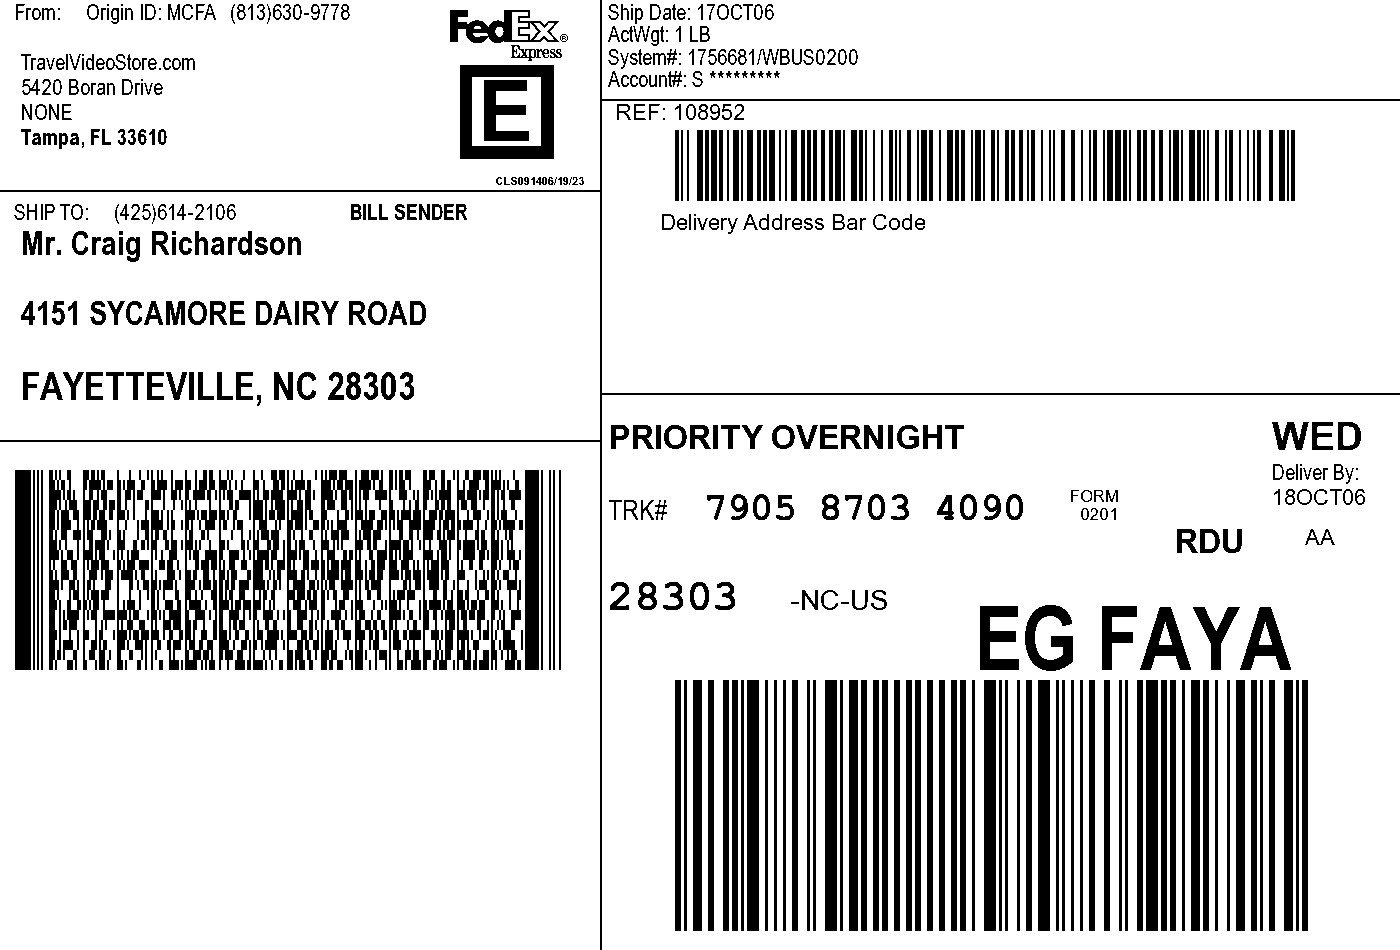 From: Origin ID: MCFA (813)630-9778
TravelVideoStore.com
5420 Boran Drive
NONE
Tampa, FL 33610
FedEx®
Express
E
CLS091406/19/23
SHIP TO: (425)614-2106 BILL SENDER
Mr. Craig Richardson
4151 SYCAMORE DAIRY ROAD
FAYETTEVILLE, NC 28303
Ship Date: 17OCT06
ActWgt: 1 LB
System#: 1756681/WBUS0200
Account#: S *********
REF: 108952
Delivery Address Bar Code
PRIORITY OVERNIGHT WED
Deliver By:
18OCT06
TRK# 7905 8703 4090 FORM
0201
RDU AA
28303 -NC-US
EG FAYA